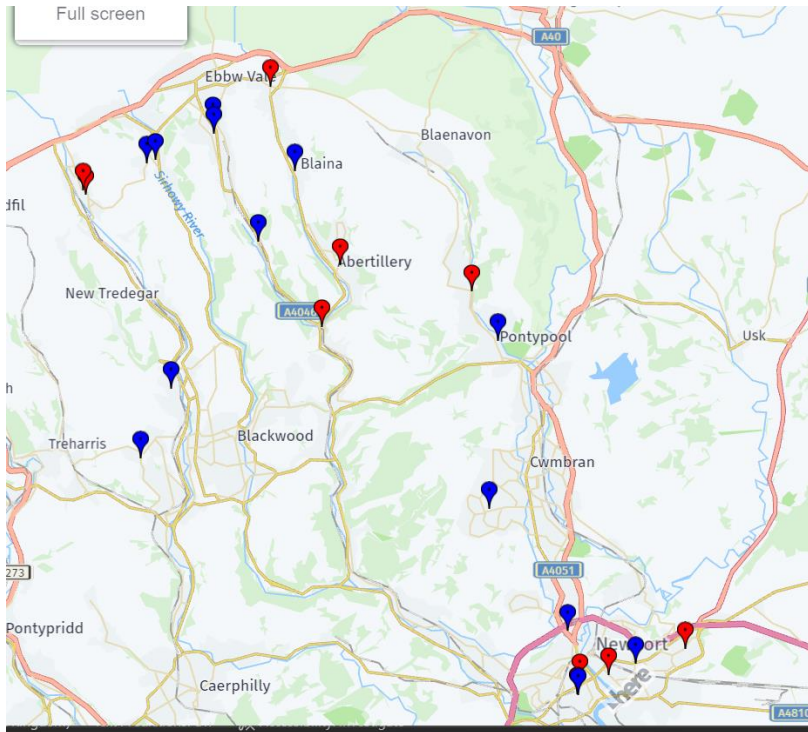 Full screen
A40
Ebbw Vale
Blaenavon
Blaina
dfil
Sirhowy River
Abertillery
New Tredegar
A4046
Pontypool
Usk
h
Treharris
Blackwood
Cwmbran
273
A4051
Pontypridd
Newport
Caerphilly
here
A4810